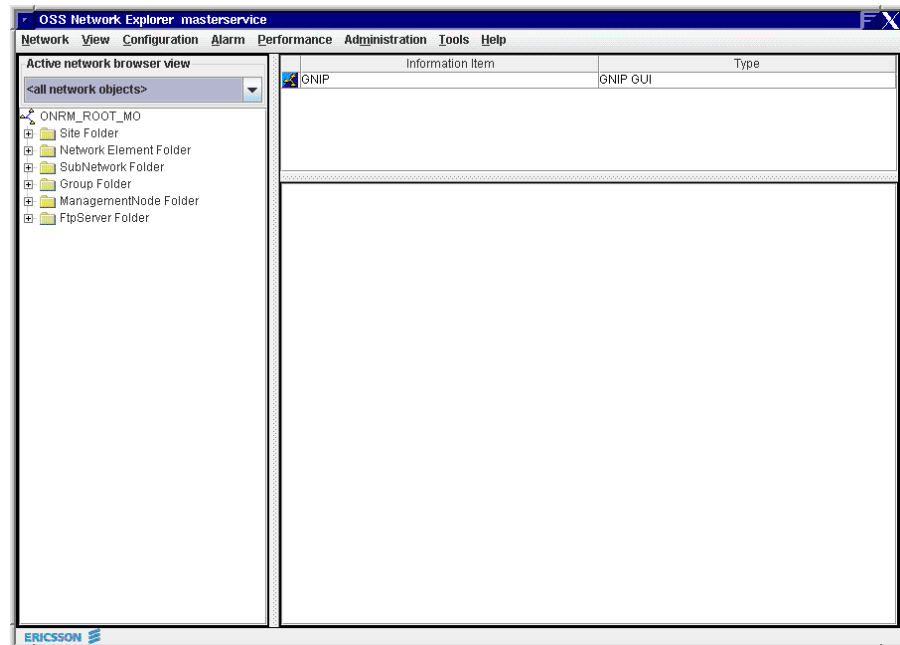 OSS Network Explorer masterservice
Network View Configuration Alarm Performance Administration Tools Help
Active network browser view
<all network objects>
ONRM_ROOT_MO
Site Folder
Network Element Folder
SubNetwork Folder
Group Folder
ManagementNode Folder
FtpServer Folder
Information Item Type
GNIP GNIP GUI
ERICSSON